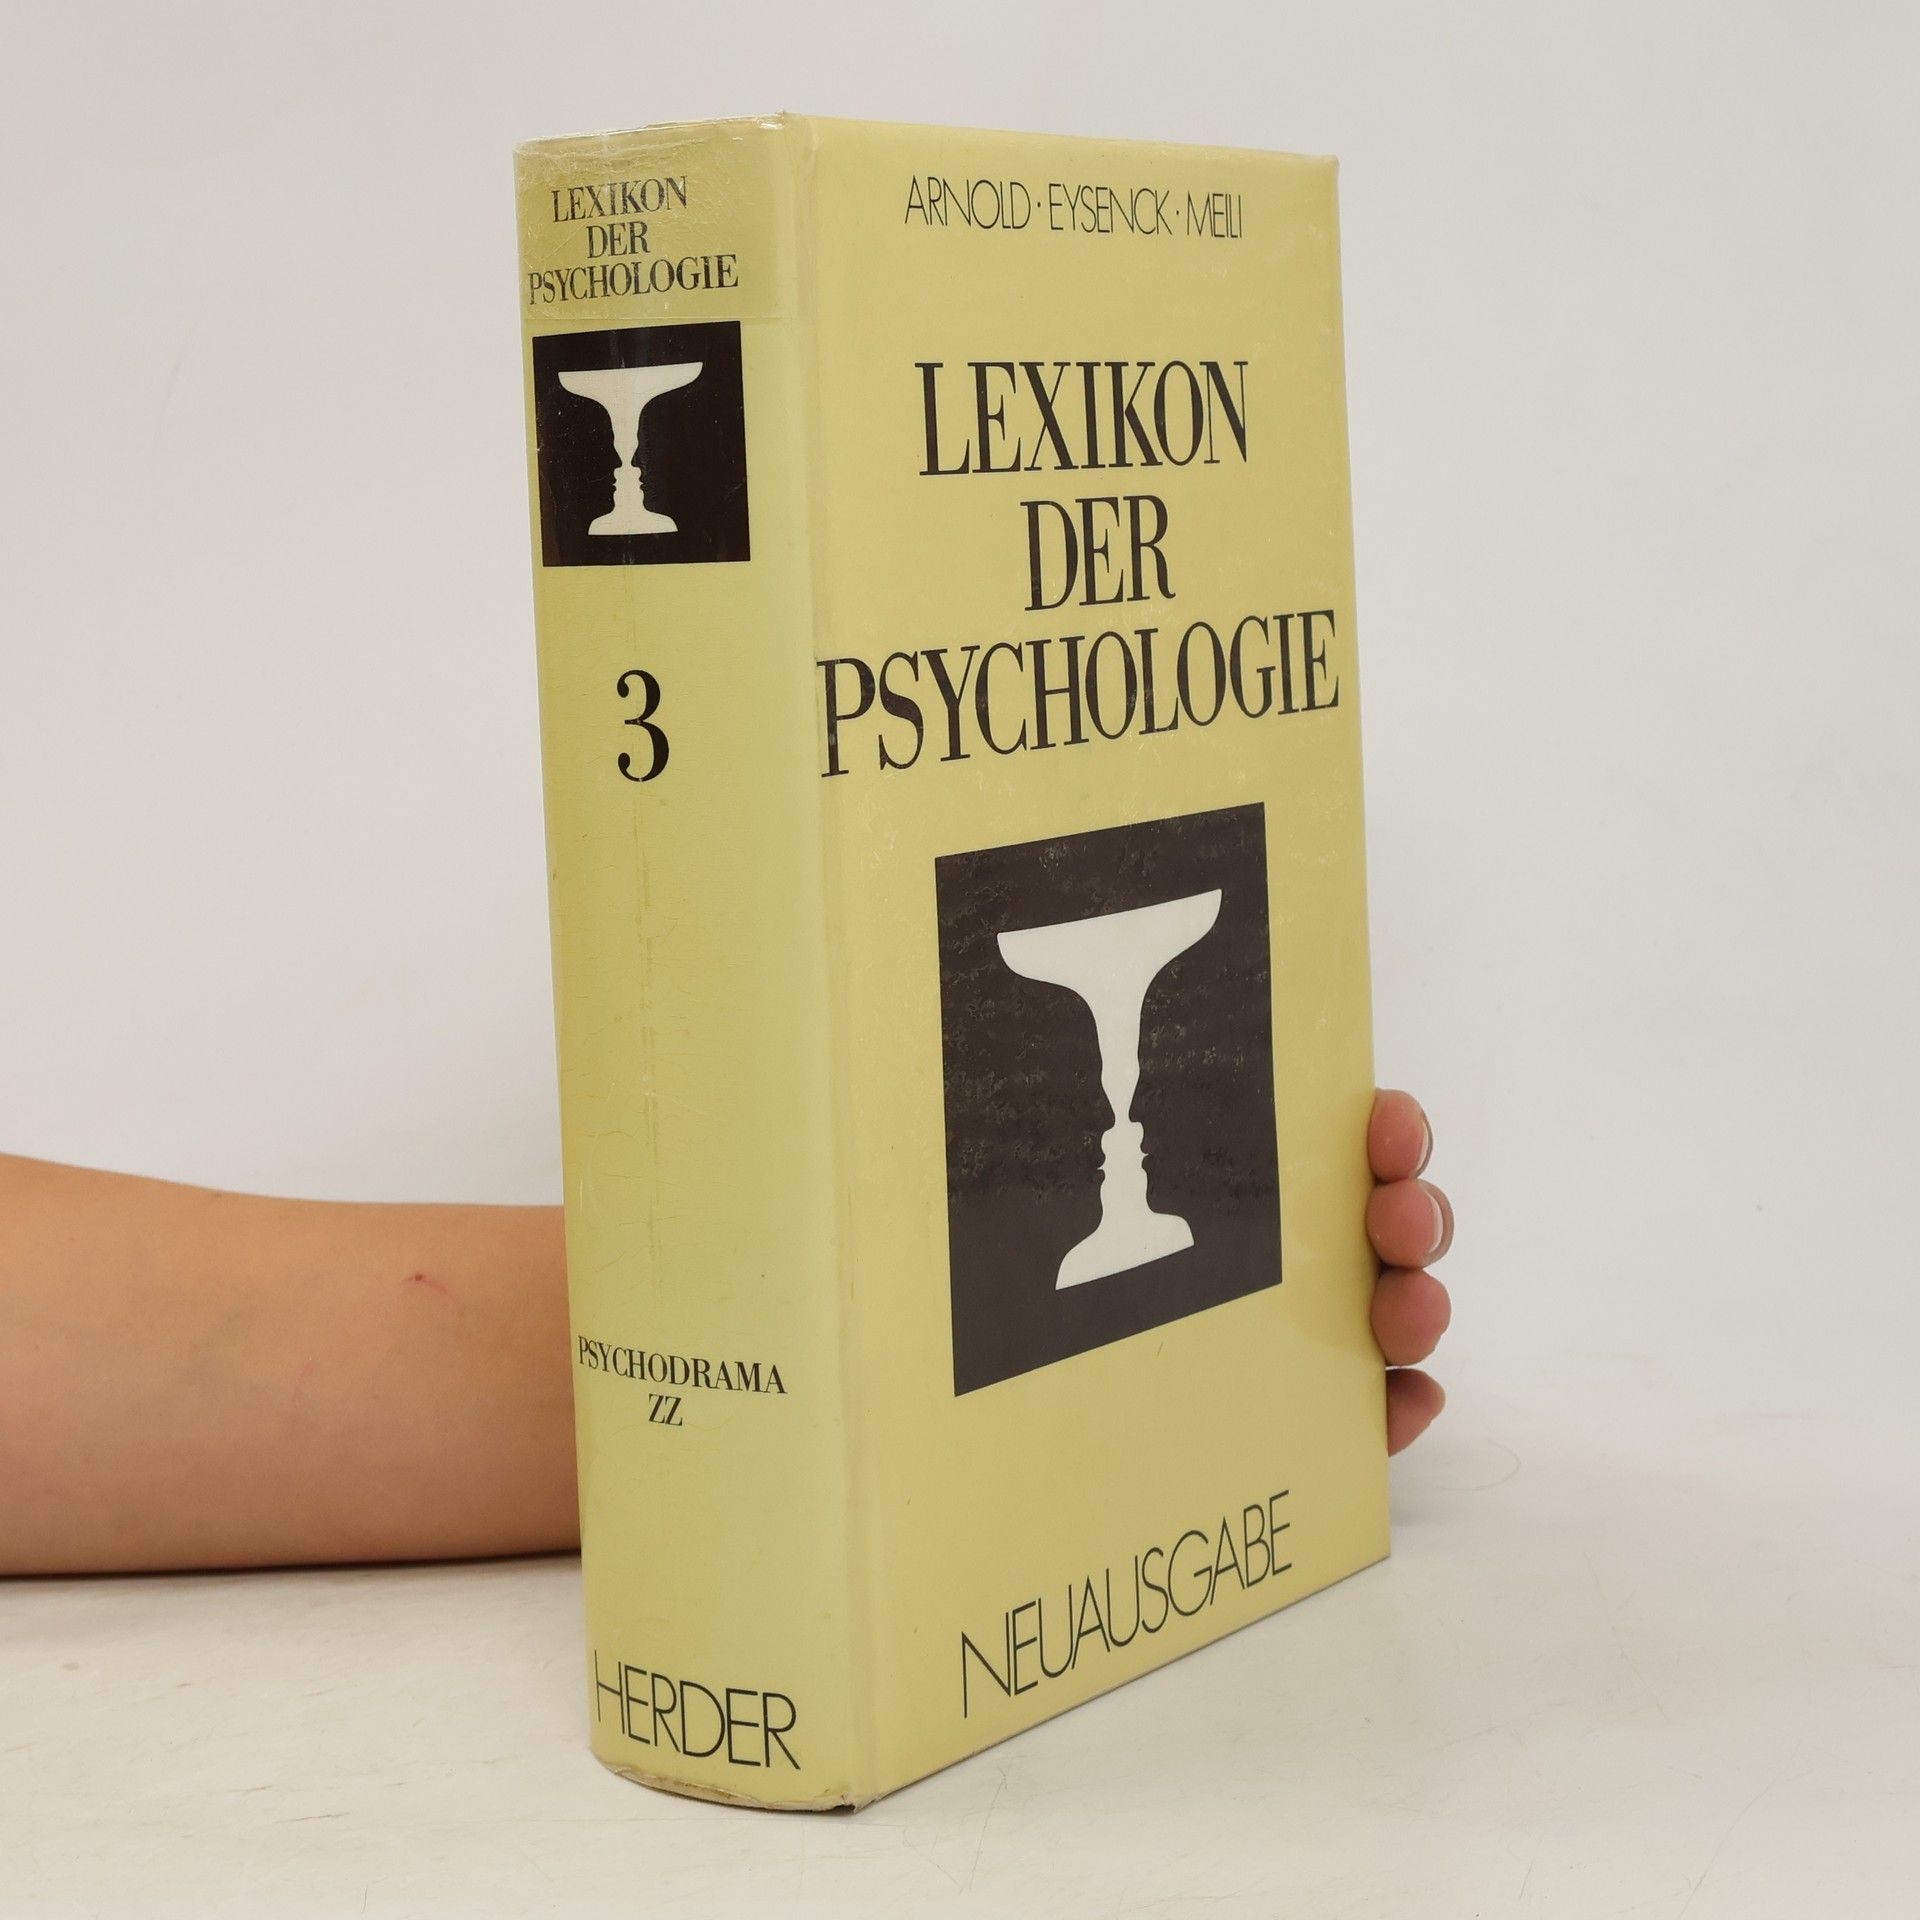 LEXIKON
DER
PSYCHOLOGIE
3
PSYCHODRAMA
ZZ
HERDER
ARNOLD · EYSENCK · MEILI
LEXIKON
DER
PSYCHOLOGIE
NEUAUSGABE